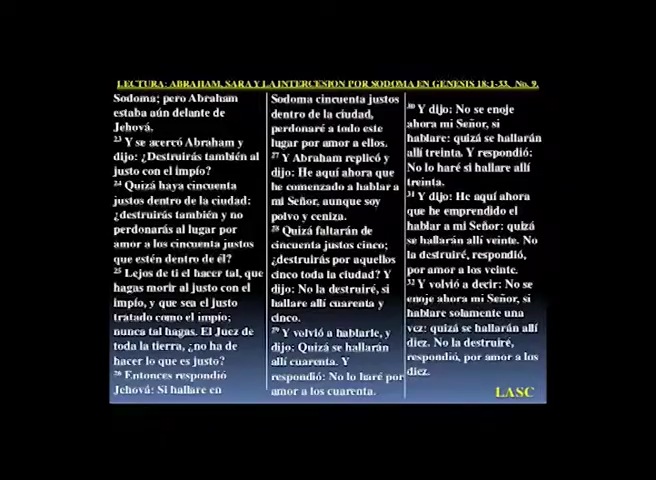 LECTURA: ABRAHAM, SARA Y LA INTERCESION POR SODOMA EN GENESIS 18:1-33, No. 9.
Sodoma; pero Abraham
estaba aún delante de
Jehová.
23 Y se acercó Abraham y
dijo: ¿Destruirás también al
justo con el impío?
24 Quizá haya cincuenta
justos dentro de la ciudad:
¿destruirás también y no
perdonarás al lugar por
amor a los cincuenta justos
que estén dentro de él?
25 Lejos de ti el hacer tal, que
hagas morir al justo con el
impío, y que sea el justo
tratado como el impío;
nunca tal hagas. El Juez de
toda la tierra, ¿no ha de
hacer lo que es justo?
26 Entonces respondió
Jehová: Si hallare en
Sodoma cincuenta justos
dentro de la ciudad,
perdonaré a todo este
lugar por amor a ellos.
27 Y Abraham replicó y
dijo: He aquí ahora que
he comenzado a hablar a
mi Señor, aunque soy
polvo y ceniza.
28 Quizá faltarán de
cincuenta justos cinco;
¿destruirás por aquellos
cinco toda la ciudad? Y
dijo: No la destruiré, si
hallare allí cuarenta y
cinco.
29 Y volvió a hablarle, y
dijo: Quizá se hallarán
allí cuarenta. Y
respondió: No lo haré por
amor a los cuarenta.
30 Y dijo: No se enoje
ahora mi Señor, si
hablare: quizá se hallarán
allí treinta. Y respondió:
No lo haré si hallare allí
treinta.
31 Y dijo: He aquí ahora
que he emprendido el
hablar a mi Señor: quizá
se hallarán allí veinte. No
la destruiré, respondió,
por amor a los veinte.
32 Y volvió a decir: No se
enoje ahora mi Señor, si
hablare solamente una
vez: quizá se hallarán allí
diez. No la destruiré,
respondió, por amor a los
diez.
LASC